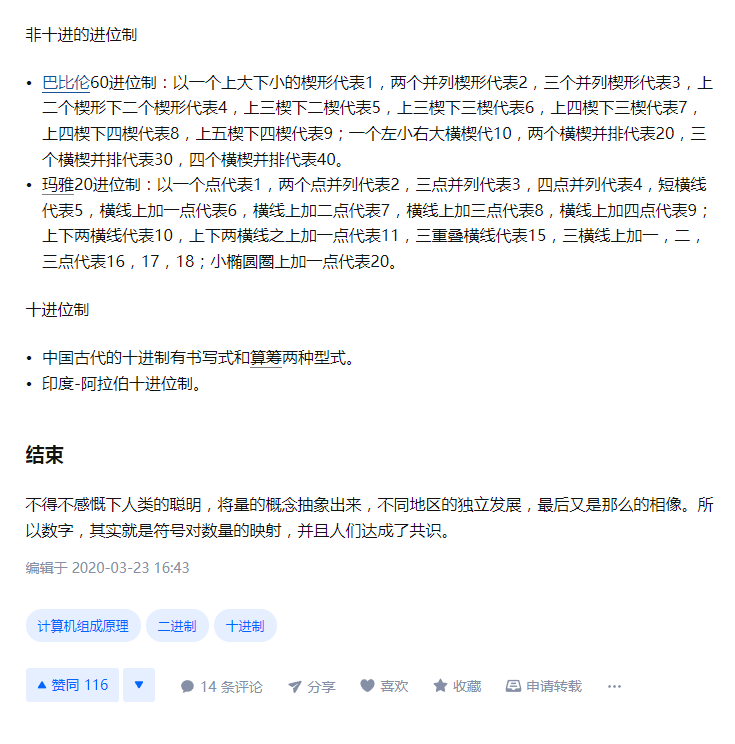 非十进的进位制
• 巴比伦60进位制：以一个上大下小的楔形代表1，两个并列楔形代表2，三个并列楔形代表3，上
二个楔形下二个楔形代表4，上三楔下二楔代表5，上三楔下三楔代表6，上四楔下三楔代表7，
上四楔下四楔代表8，上五楔下四楔代表9；一个左小右大横楔代10，两个横楔并排代表20，三
个横楔并排代表30，四个横楔并排代表40。
• 玛雅20进位制：以一个点代表1，两个点并列代表2，三点并列代表3，四点并列代表4，短横线
代表5，横线上加一点代表6，横线上加二点代表7，横线上加三点代表8，横线上加四点代表9；
上下两横线代表10，上下两横线之上加一点代表11，三重叠横线代表15，三横线上加一，二，
三点代表16，17，18；小椭圆圈上加一点代表20。
十进位制
• 中国古代的十进制有书写式和算筹两种型式。
• 印度-阿拉伯十进位制。
结束
不得不感慨下人类的聪明，将量的概念抽象出来，不同地区的独立发展，最后又是那么的相像。所
以数字，其实就是符号对数量的映射，并且人们达成了共识。
编辑于 2020-03-23 16:43
计算机组成原理 二进制 十进制
赞同 116 14 条评论 分享 喜欢 收藏 申请转载 ···